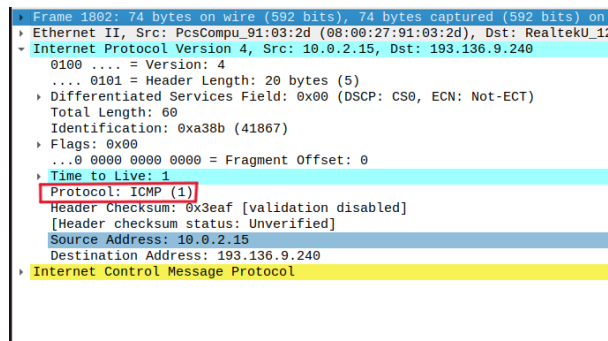 Frame 1802: 74 bytes on wire (592 bits), 74 bytes captured (592 bits) on
Ethernet II, Src: PcsCompu_91:03:2d (08:00:27:91:03:2d), Dst: RealtekU_12
Internet Protocol Version 4, Src: 10.0.2.15, Dst: 193.136.9.240
0100 .... = Version: 4
.... 0101 = Header Length: 20 bytes (5)
Differentiated Services Field: 0x00 (DSCP: CS0, ECN: Not-ECT)
Total Length: 60
Identification: 0xa38b (41867)
Flags: 0x00
...0 0000 0000 0000 = Fragment Offset: 0
Time to Live: 1
Protocol: ICMP (1)
Header Checksum: 0x3eaf [validation disabled]
[Header checksum status: Unverified]
Source Address: 10.0.2.15
Destination Address: 193.136.9.240
Internet Control Message Protocol